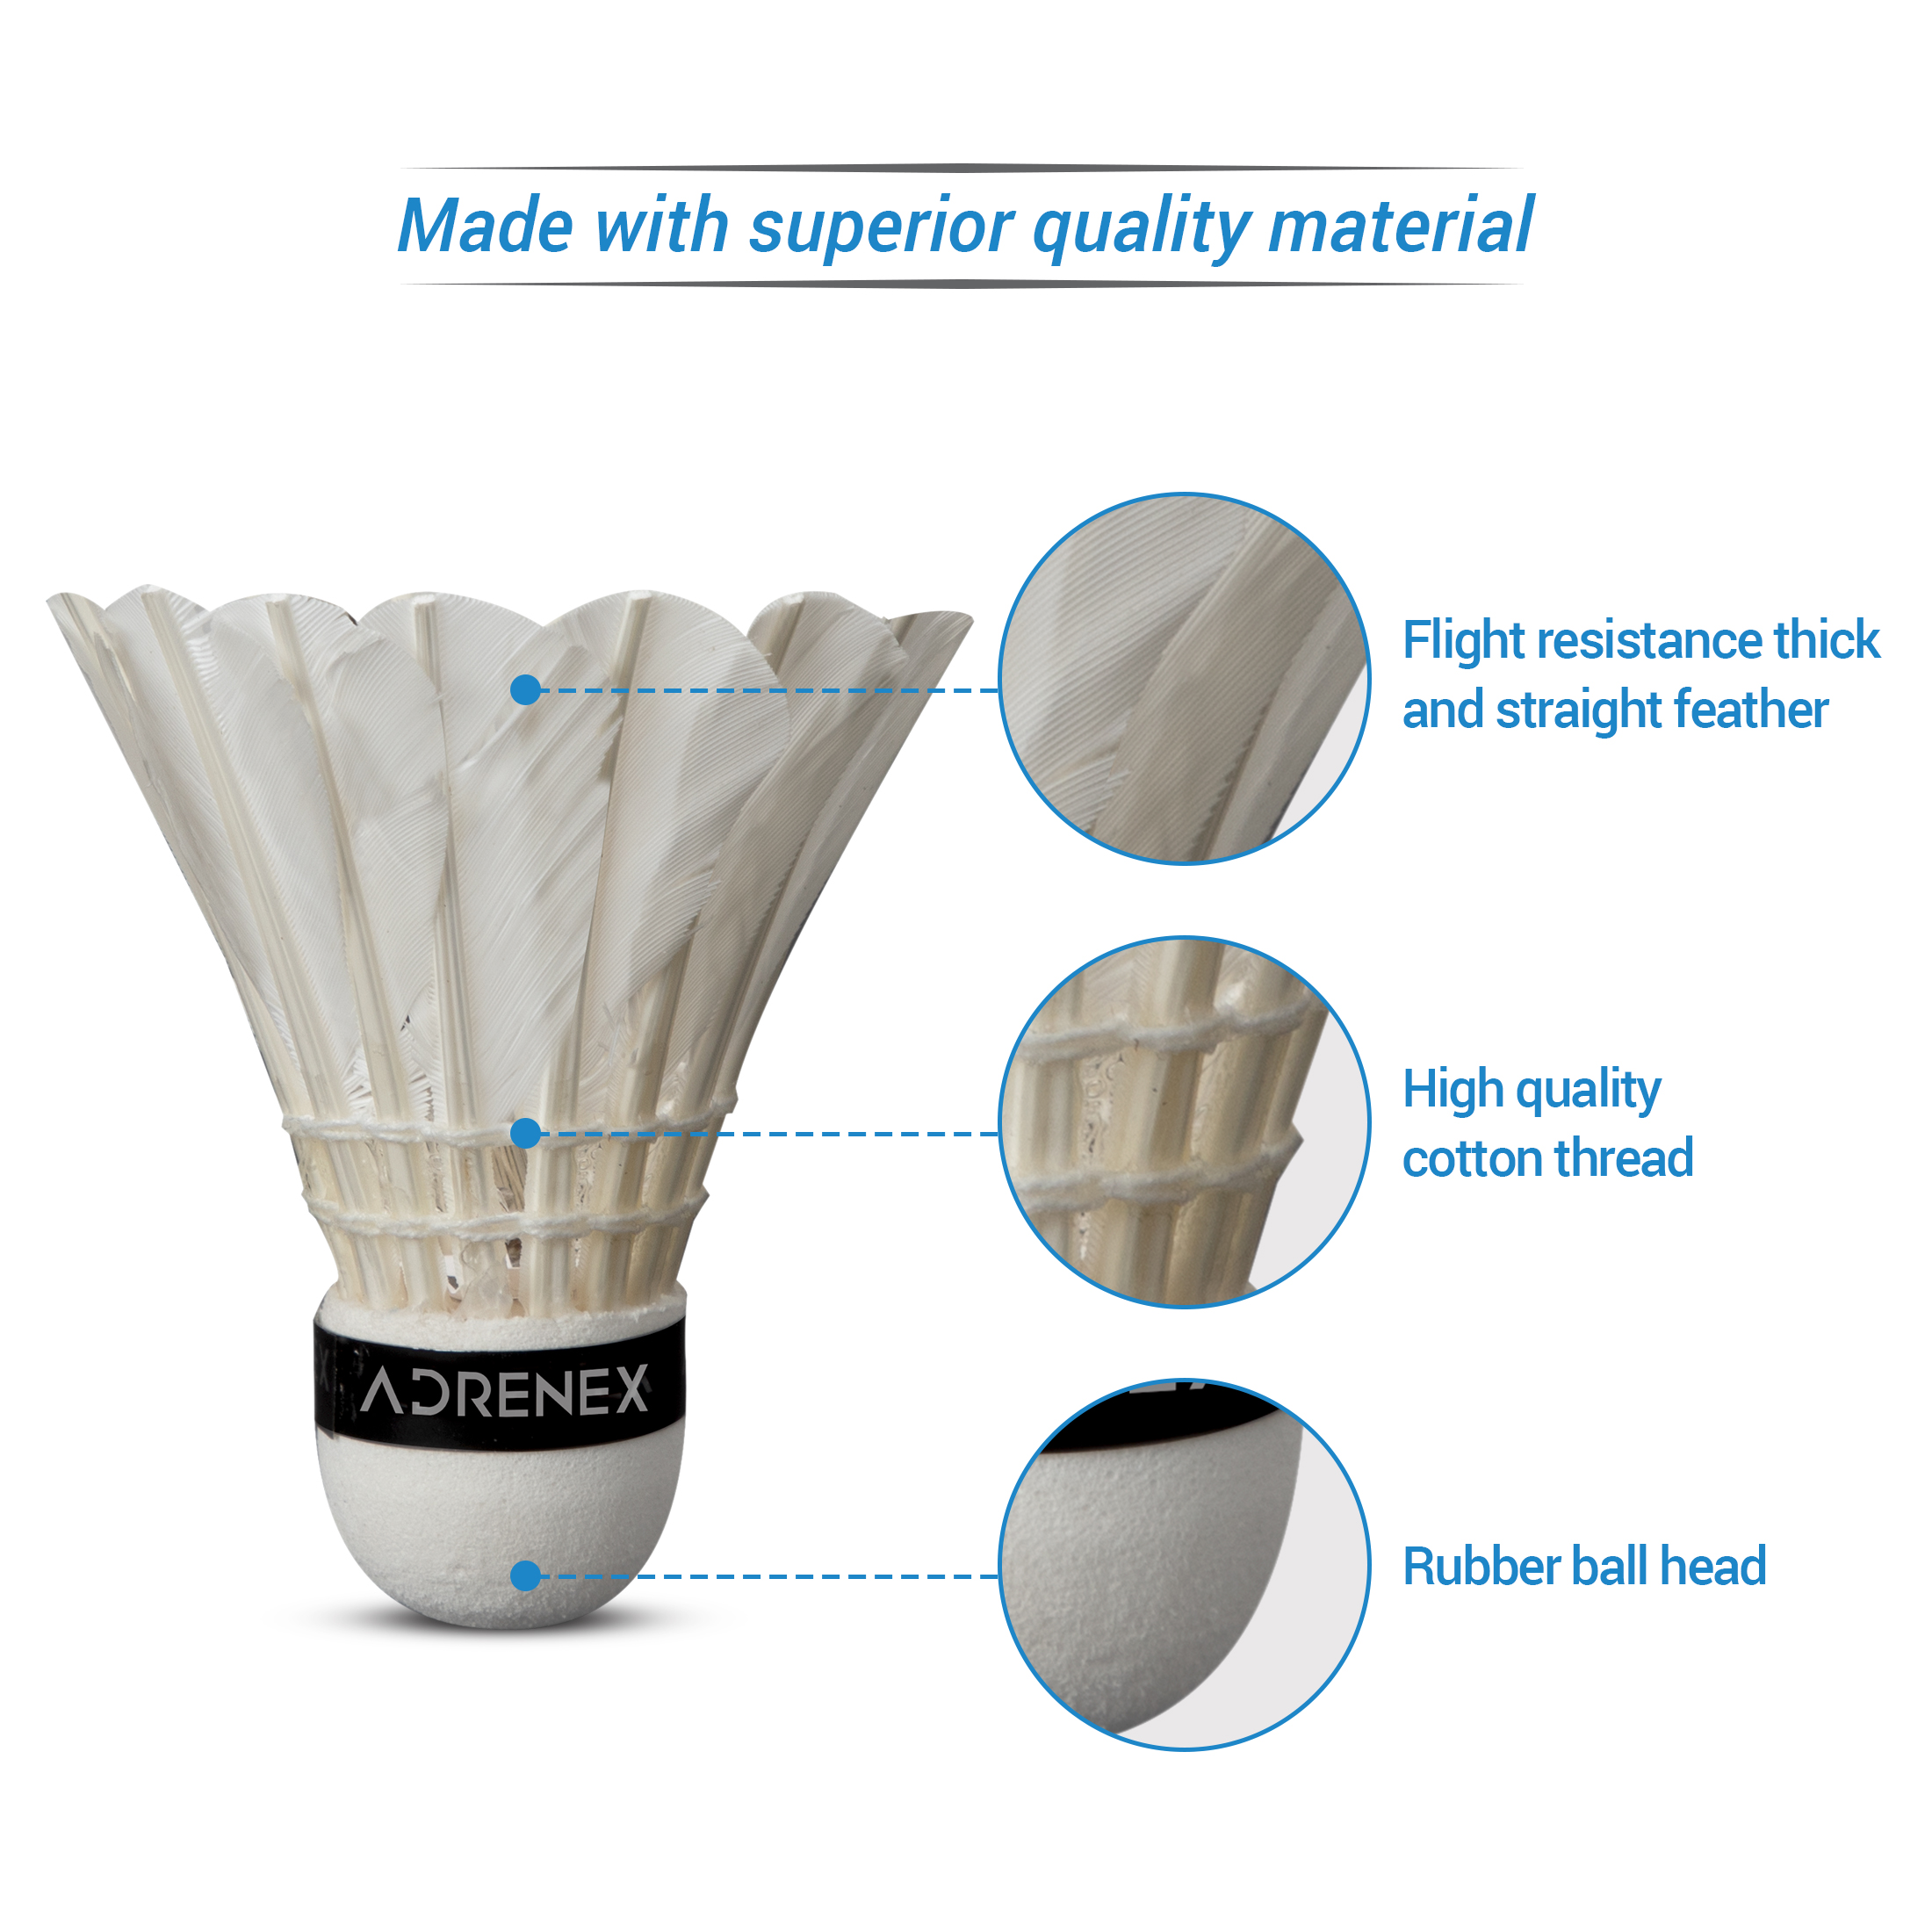 Made with superior quality material
Flight resistance thick
and straight feather
High quality
cotton thread
ADRENEX
Rubber ball head